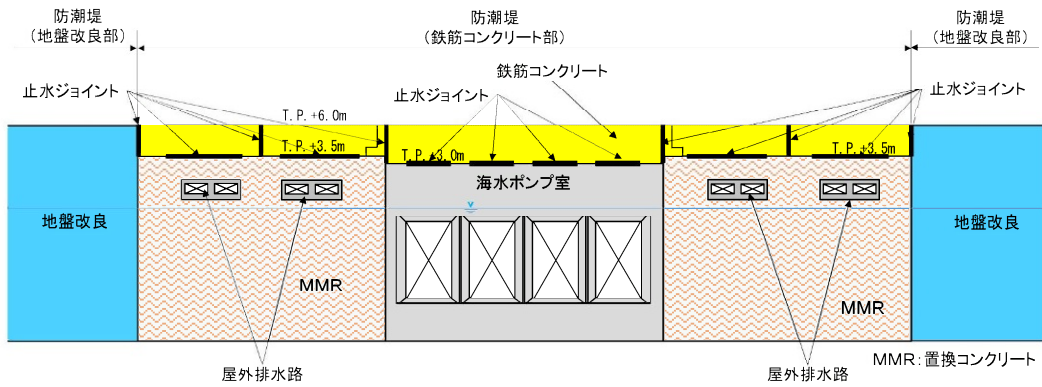 防潮堤
（地盤改良部）
防潮堤
（鉄筋コンクリート部）
防潮堤
（地盤改良部）
止水ジョイント
T.P.+6.0m
止水ジョイント
鉄筋コンクリート
止水ジョイント
T.P.+3.5m
T.P.+3.0m
T.P.+3.5m
海水ポンプ室
地盤改良
地盤改良
MMR
MMR
屋外排水路
屋外排水路
MMR：置換コンクリート